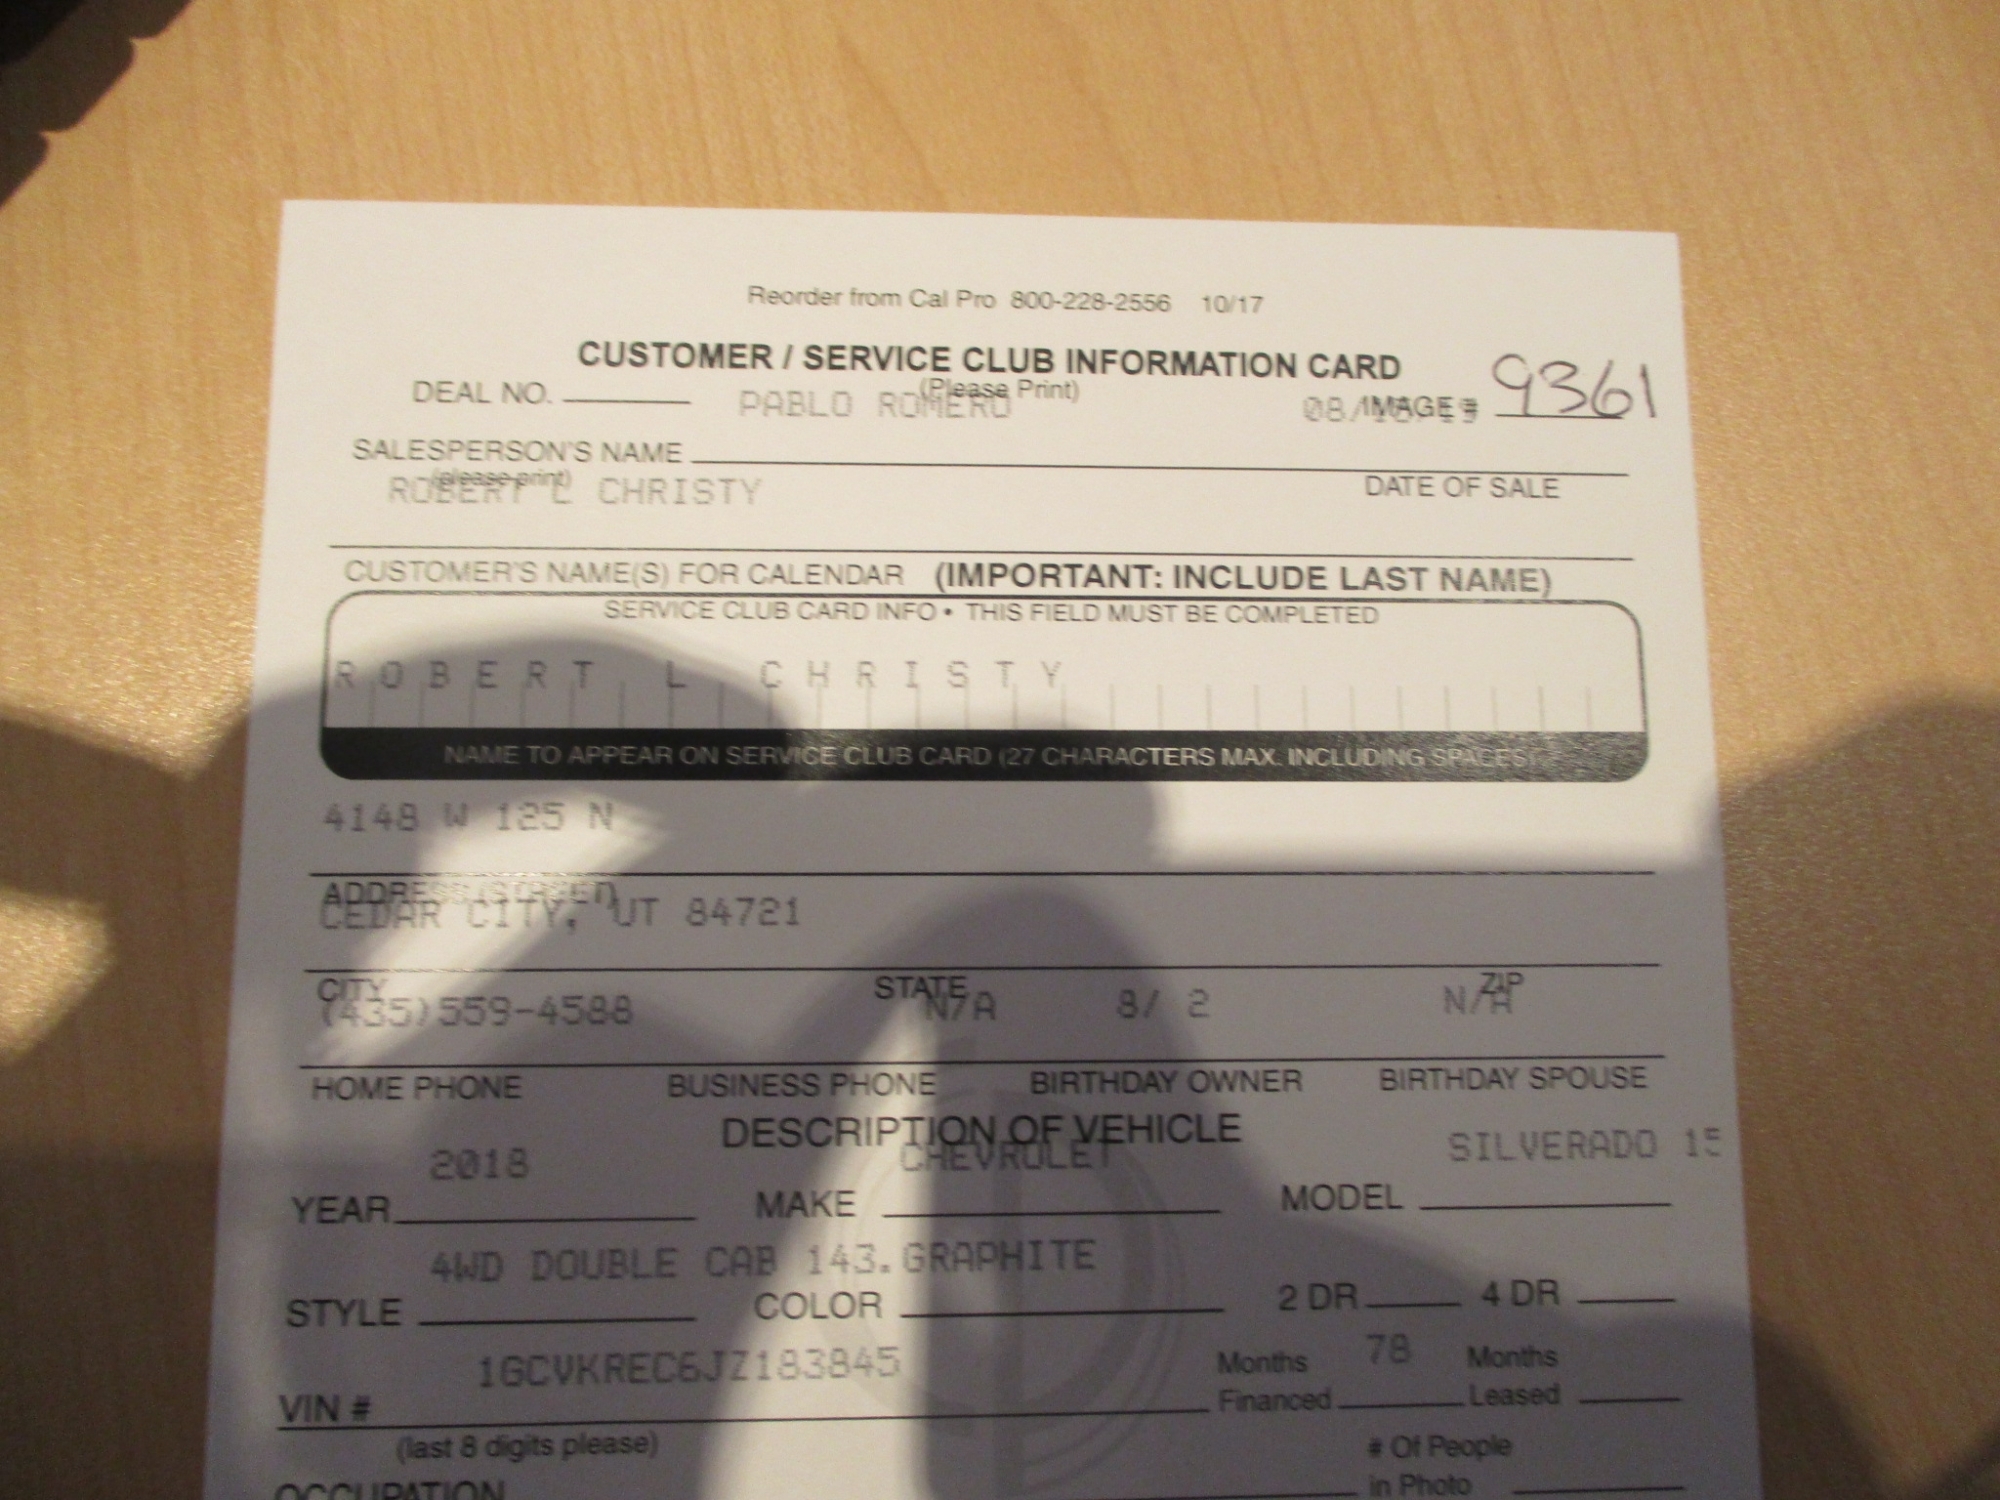 Reorder from Cal Pro 800-228-2556 10/17
CUSTOMER / SERVICE CLUB INFORMATION CARD
(Please Print)
DEAL NO. PABLO ROMERO IMAGE # 9361
SALESPERSON'S NAME
(please print) DATE OF SALE
ROBERT L CHRISTY
CUSTOMER'S NAME(S) FOR CALENDAR (IMPORTANT: INCLUDE LAST NAME)
SERVICE CLUB CARD INFO • THIS FIELD MUST BE COMPLETED
ROBERT L CHRISTY
NAME TO APPEAR ON SERVICE CLUB CARD (27 CHARACTERS MAX. INCLUDING SPACES)
4148 W 125 N
ADDRESS (STREET)
CEDAR CITY, UT 84721
CITY STATE ZIP
(435)559-4588 N/A 8/ 2 N/A
HOME PHONE BUSINESS PHONE BIRTHDAY OWNER BIRTHDAY SPOUSE
DESCRIPTION OF VEHICLE
2018 CHEVROLET SILVERADO 15
YEAR MAKE MODEL
4WD DOUBLE CAB 143. GRAPHITE
STYLE COLOR 2 DR 4 DR
1GCVKREC6JZ183845 Months 78 Months
VIN # Financed Leased
(last 8 digits please) # Of People
OCCUPATION in Photo